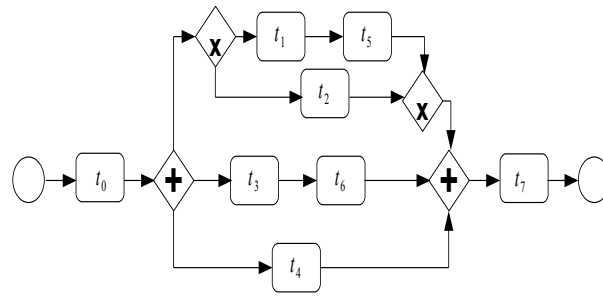 x t₁ t₅
t₂ x
t₀ + t₃ t₆ + t₇
t₄